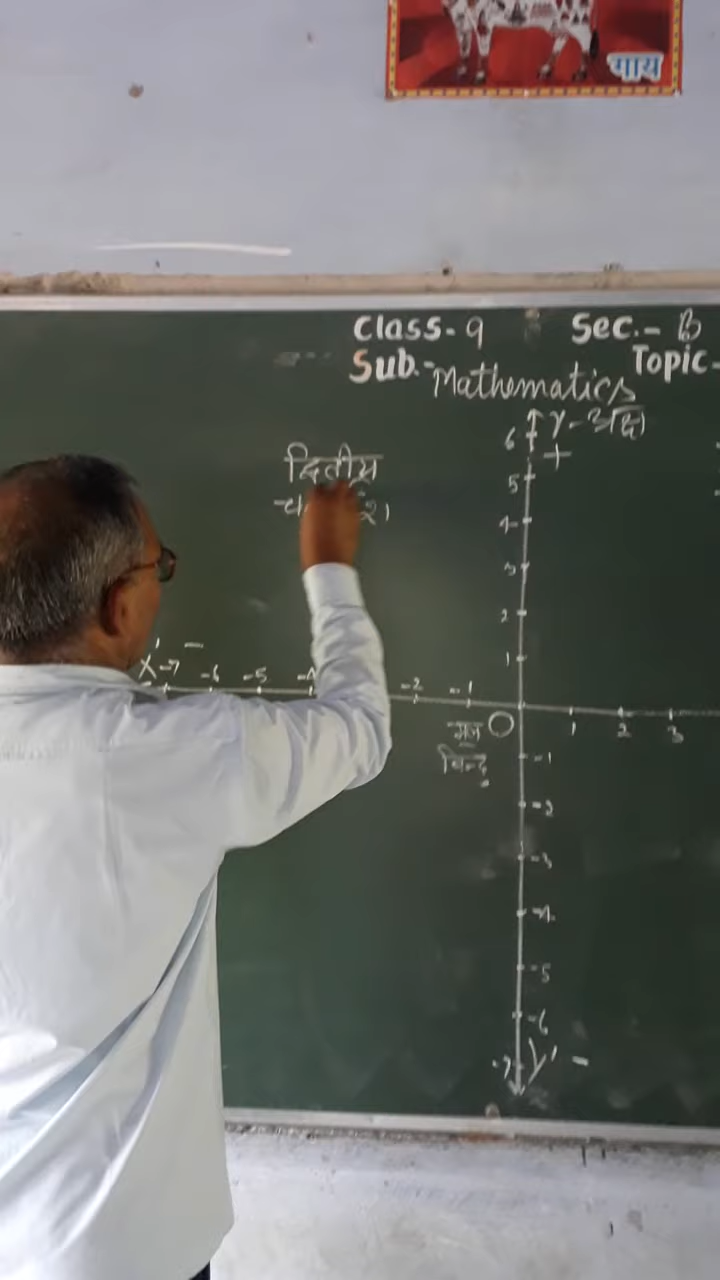 गाय
Class-9 Sec.- B
Sub.- Mathematics Topic-
Y-अक्ष
+
6
5
4
3
2
1
द्वितीय
X' -7 -6 -5 -4 -2 -1
−
O 1 2 3
मूल
बिन्दु
-1
-2
-3
-4
-5
-6
-7 Y' -